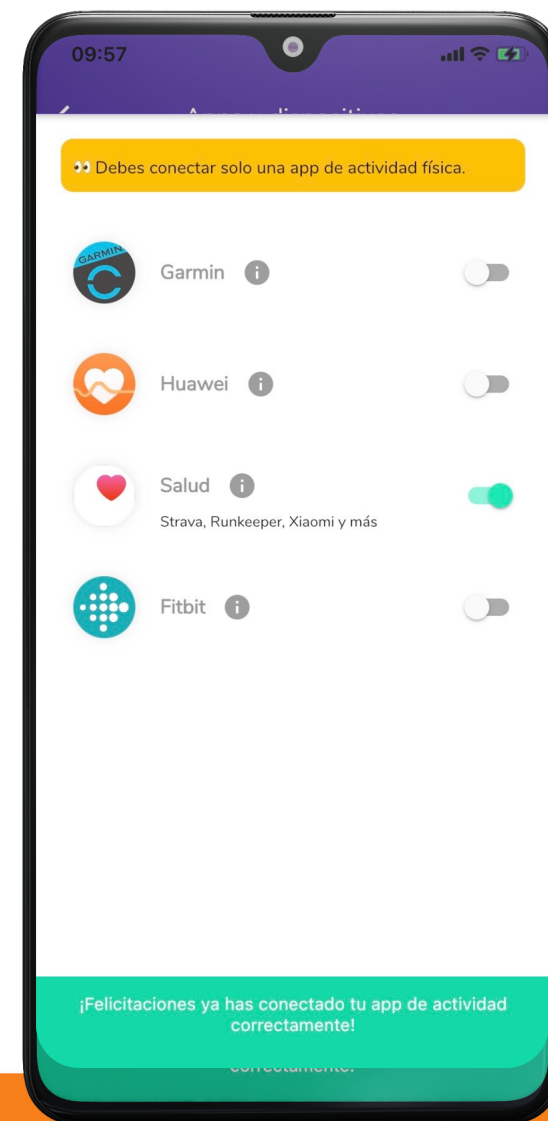 09:57
👀 Debes conectar solo una app de actividad física.
GARMIN
Garmin
Huawei
Salud
Strava, Runkeeper, Xiaomi y más
Fitbit
¡Felicitaciones ya has conectado tu app de actividad
correctamente!
correctamente!